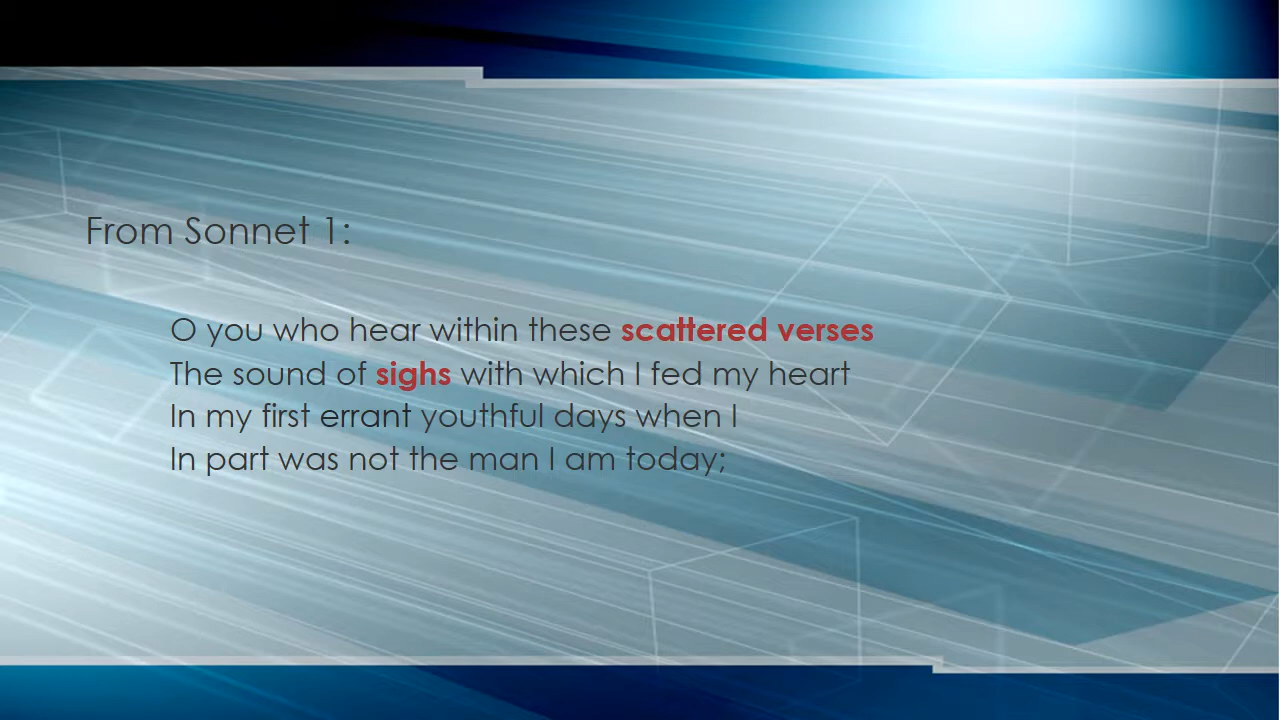 From Sonnet 1:
O you who hear within these scattered verses
The sound of sighs with which I fed my heart
In my first errant youthful days when I
In part was not the man I am today;